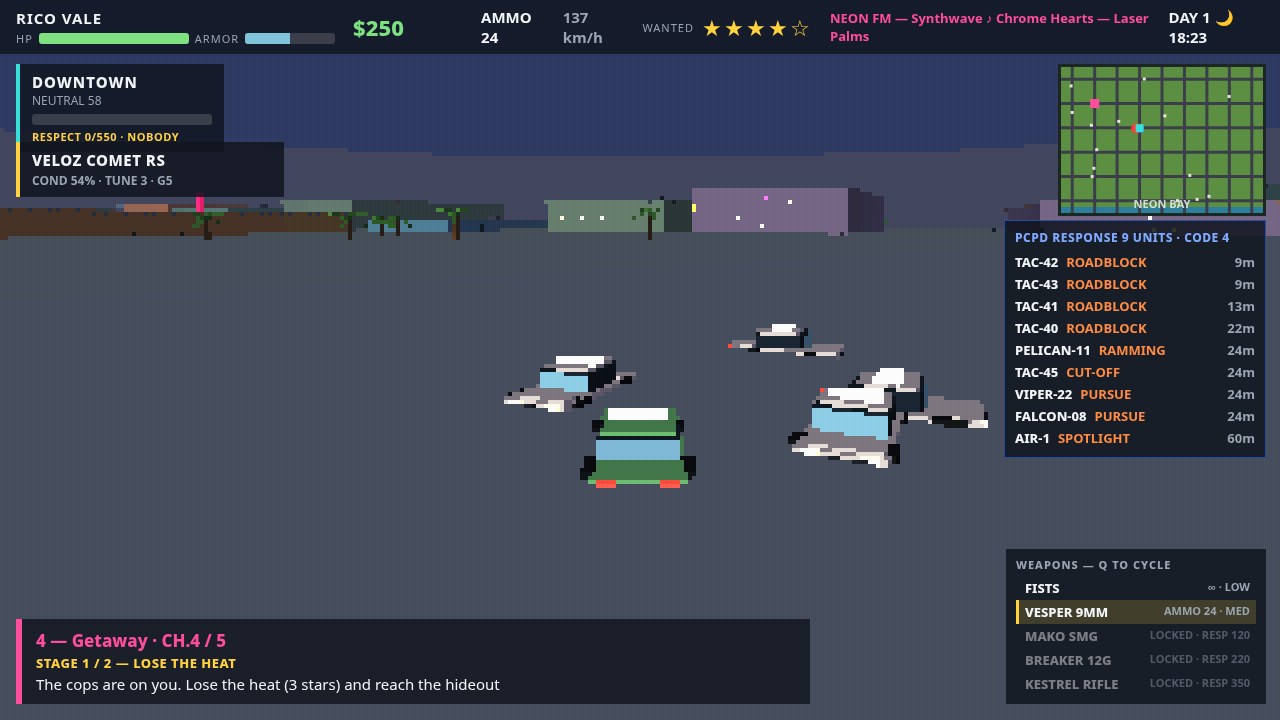 RICO VALE
HP ARMOR
$250
AMMO
24
137
km/h
WANTED ★★★★☆
NEON FM — Synthwave ♪ Chrome Hearts — Laser
Palms
DAY 1 🌙
18:23
DOWNTOWN
NEUTRAL 58
RESPECT 0/550 · NOBODY
VELOZ COMET RS
COND 54% · TUNE 3 · G5
NEON BAY
PCPD RESPONSE 9 UNITS · CODE 4
TAC-42 ROADBLOCK 9m
TAC-43 ROADBLOCK 9m
TAC-41 ROADBLOCK 13m
TAC-40 ROADBLOCK 22m
PELICAN-11 RAMMING 24m
TAC-45 CUT-OFF 24m
VIPER-22 PURSUE 24m
FALCON-08 PURSUE 24m
AIR-1 SPOTLIGHT 60m
WEAPONS — Q TO CYCLE
FISTS ∞ · LOW
VESPER 9MM AMMO 24 · MED
MAKO SMG LOCKED · RESP 120
BREAKER 12G LOCKED · RESP 220
KESTREL RIFLE LOCKED · RESP 350
4 — Getaway · CH.4 / 5
STAGE 1 / 2 — LOSE THE HEAT
The cops are on you. Lose the heat (3 stars) and reach the hideout